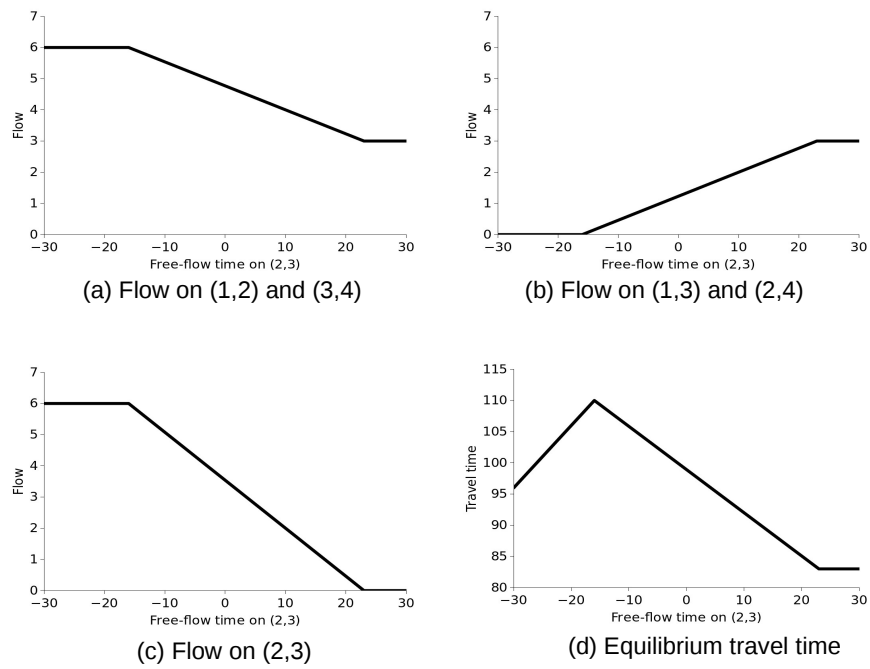 7
6
5
4
3
2
1
0
Flow
−30 −20 −10 0 10 20 30
Free-flow time on (2,3)
(a) Flow on (1,2) and (3,4)
7
6
5
4
3
2
1
0
Flow
−30 −20 −10 0 10 20 30
Free-flow time on (2,3)
(b) Flow on (1,3) and (2,4)
7
6
5
4
3
2
1
0
Flow
−30 −20 −10 0 10 20 30
Free-flow time on (2,3)
(c) Flow on (2,3)
115
110
105
100
95
90
85
80
Travel time
−30 −20 −10 0 10 20 30
Free-flow time on (2,3)
(d) Equilibrium travel time